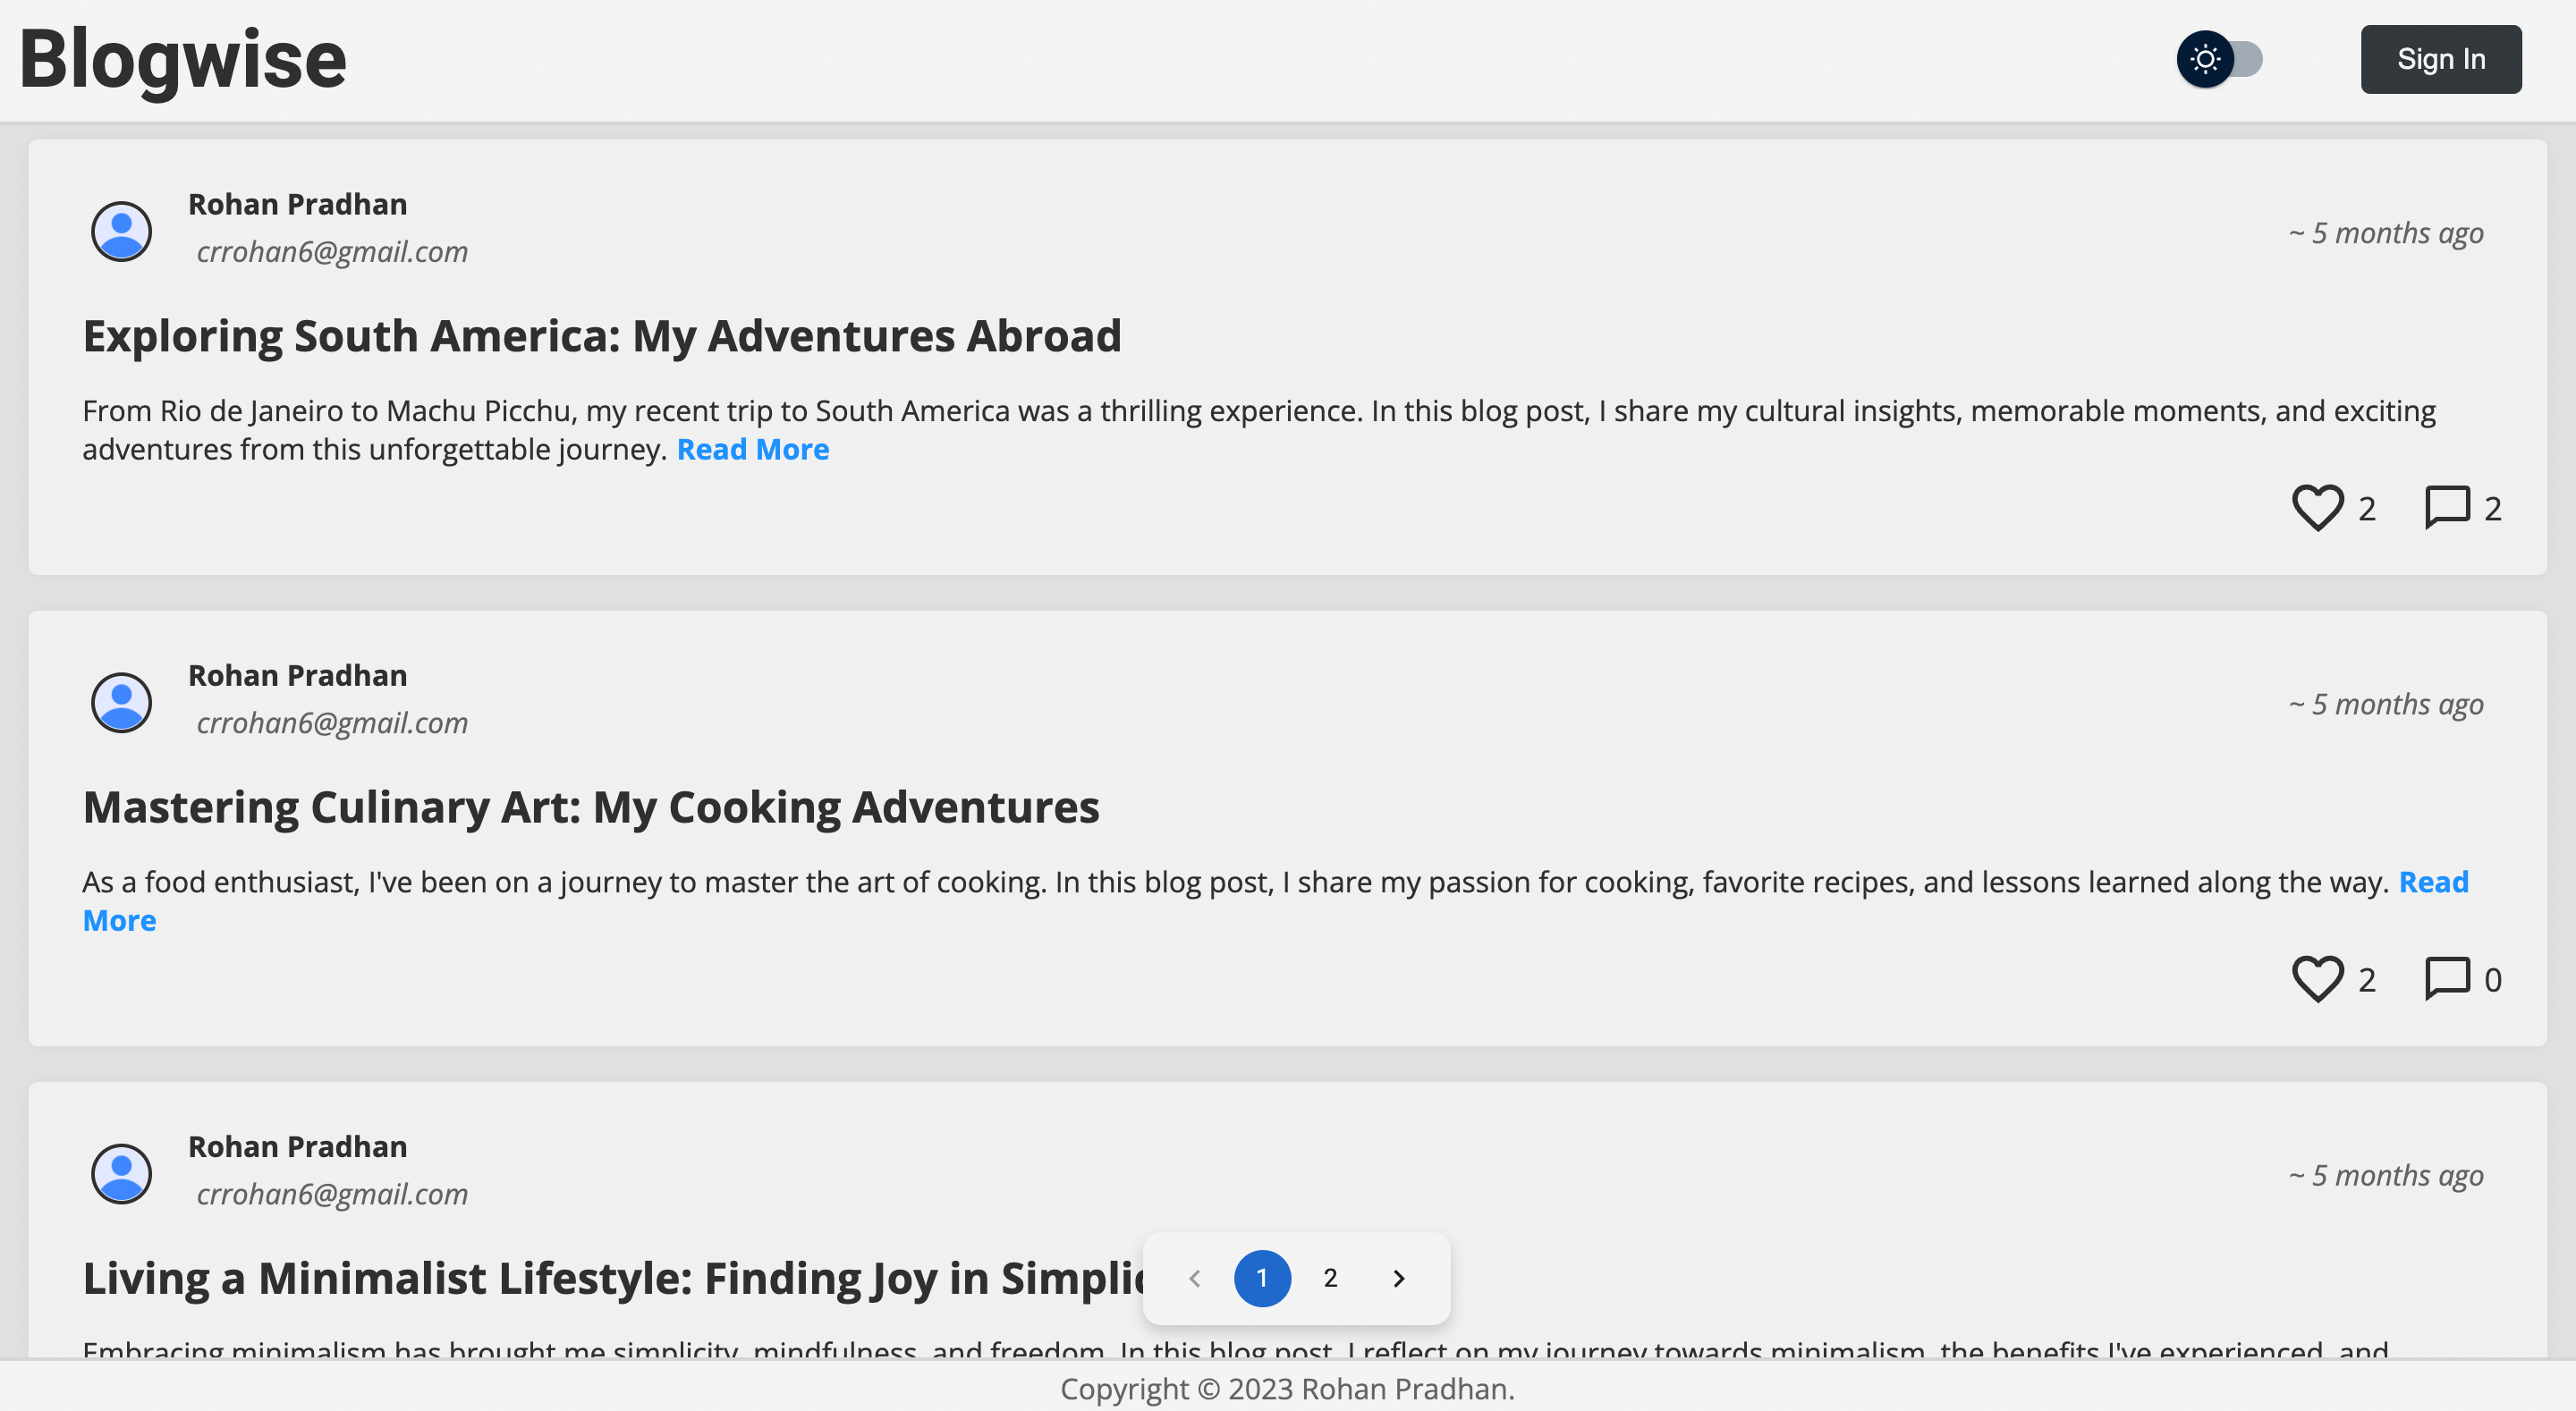 Blogwise
Sign In
Rohan Pradhan
crrohan6@gmail.com
~ 5 months ago
Exploring South America: My Adventures Abroad
From Rio de Janeiro to Machu Picchu, my recent trip to South America was a thrilling experience. In this blog post, I share my cultural insights, memorable moments, and exciting
adventures from this unforgettable journey. Read More
2 2
Rohan Pradhan
crrohan6@gmail.com
~ 5 months ago
Mastering Culinary Art: My Cooking Adventures
As a food enthusiast, I've been on a journey to master the art of cooking. In this blog post, I share my passion for cooking, favorite recipes, and lessons learned along the way. Read
More
2 0
Rohan Pradhan
crrohan6@gmail.com
~ 5 months ago
Living a Minimalist Lifestyle: Finding Joy in
1 2
Embracing minimalism has brought me simplicity, mindfulness, and freedom. In this blog post, I reflect on my journey towards minimalism, the benefits I've experienced, and
Copyright © 2023 Rohan Pradhan.